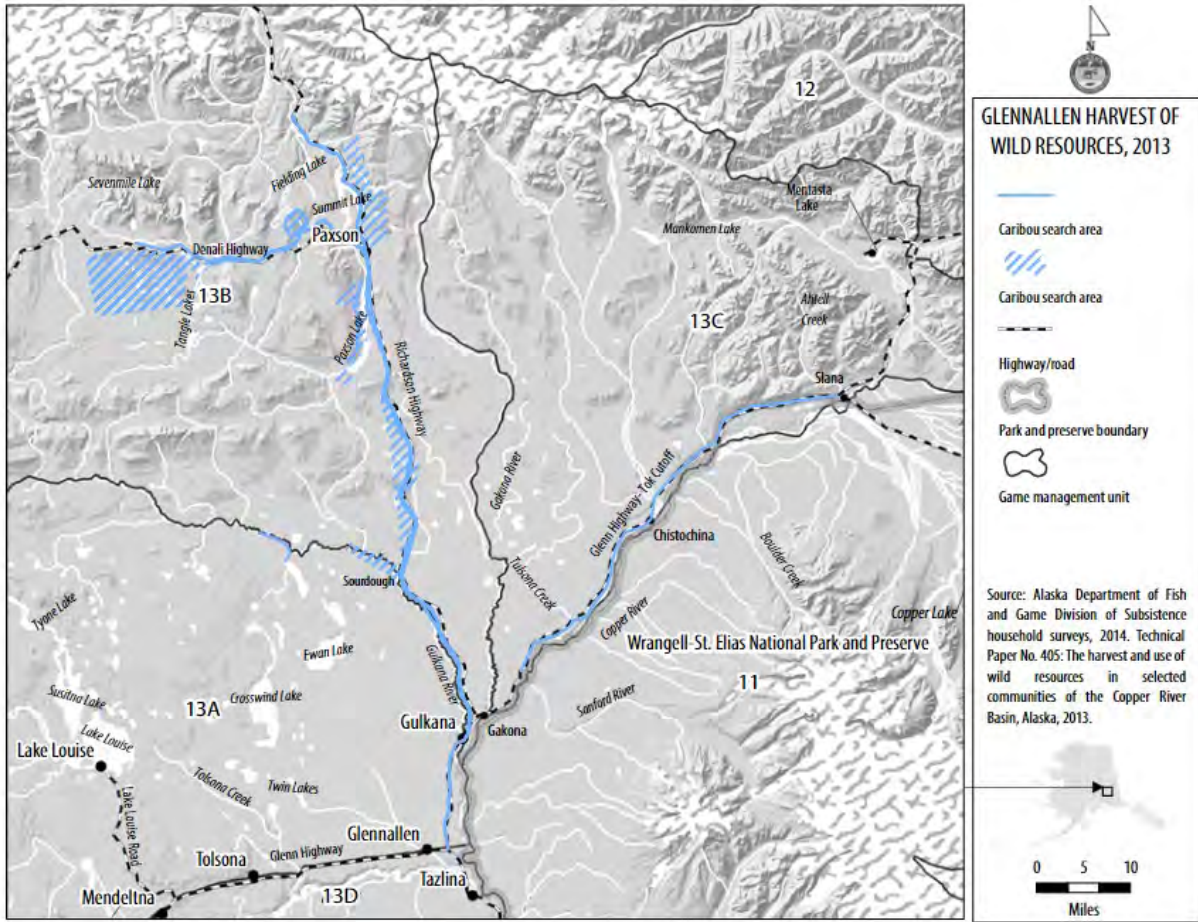 12
Sevenmile Lake
Fielding Lake
Summit Lake
Mentasta
Lake
Paxson
Mankomen Lake
Denali Highway
13B
Tangle Lakes
Paxson Lake
13C
Ahtell
Creek
Richardson Highway
Slana
Gakona River
Glenn Highway-Tok Cutoff
Chistochina
Sourdough
Tulsona Creek
Boulder Creek
Tyone Lake
Copper River
Copper Lake
Ewan Lake
Gulkana River
Wrangell-St. Elias National Park and Preserve
Susitna Lake
Crosswind Lake
11
13A
Sanford River
Lake Louise
Gulkana
Gakona
Lake Louise
Tolsona Creek
Twin Lakes
Lake Louise Road
Glennallen
Glenn Highway
Tolsona
Tazlina
Mendeltna
13D
N
GLENNALLEN HARVEST OF
WILD RESOURCES, 2013
Caribou search area
Caribou search area
Highway/road
Park and preserve boundary
Game management unit
Source: Alaska Department of Fish
and Game Division of Subsistence
household surveys, 2014. Technical
Paper No. 405: The harvest and use of
wild resources in selected
communities of the Copper River
Basin, Alaska, 2013.
0 5 10
Miles